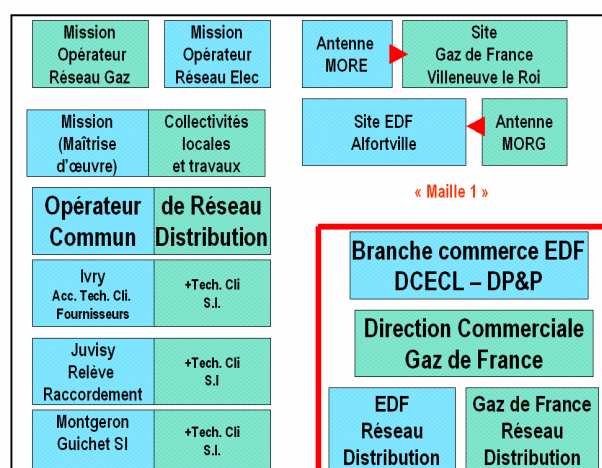 Mission
Opérateur
Réseau Gaz
Mission
Opérateur
Réseau Elec
Antenne
MORE
Site
Gaz de France
Villeneuve le Roi
Mission
(Maîtrise
d'œuvre)
Collectivités
locales
et travaux
Site EDF
Alfortville
Antenne
MORG
« Maille 1 »
Opérateur
Commun
de Réseau
Distribution
Ivry
Acc. Tech. Cli.
Fournisseurs
+Tech. Cli
S.I.
Juvisy
Relève
Raccordement
+Tech. Cli
S.I
Montgeron
Guichet SI
+Tech. Cli
S.I.
Branche commerce EDF
DCECL – DP&P
Direction Commerciale
Gaz de France
EDF
Réseau
Distribution
Gaz de France
Réseau
Distribution